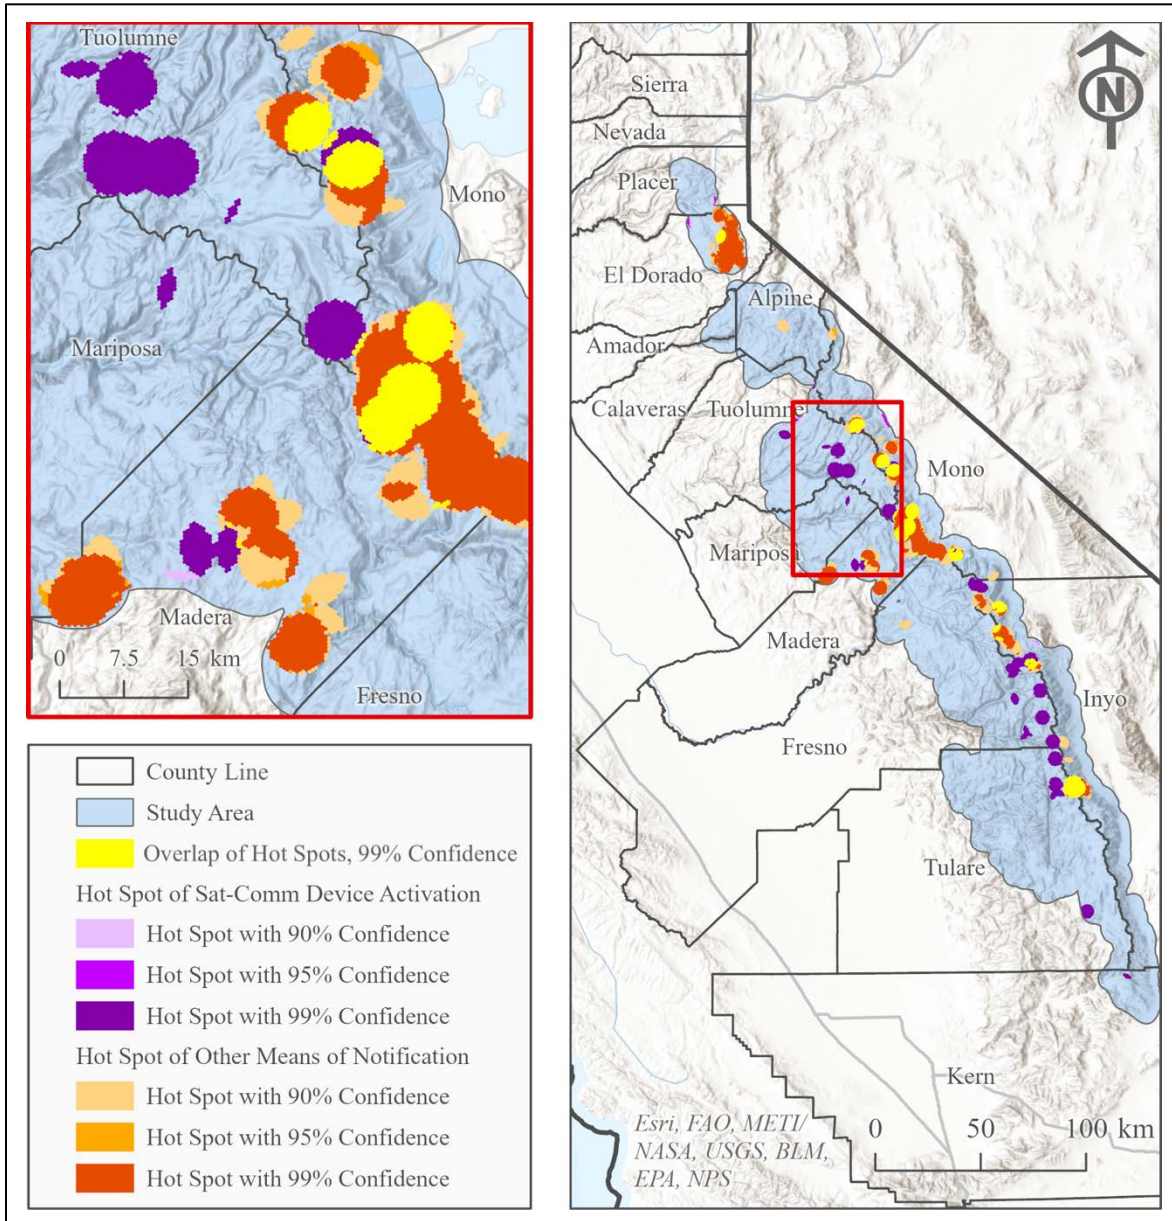 Tuolumne
Mono
Mariposa
Madera
0 7.5 15 km
Fresno
County Line
Study Area
Overlap of Hot Spots, 99% Confidence
Hot Spot of Sat-Comm Device Activation
Hot Spot with 90% Confidence
Hot Spot with 95% Confidence
Hot Spot with 99% Confidence
Hot Spot of Other Means of Notification
Hot Spot with 90% Confidence
Hot Spot with 95% Confidence
Hot Spot with 99% Confidence
N
Sierra
Nevada
Placer
El Dorado
Alpine
Amador
Calaveras
Tuolumne
Mono
Mariposa
Madera
Inyo
Fresno
Tulare
Kern
Esri, FAO, METI/
NASA, USGS, BLM,
EPA, NPS
0 50 100 km